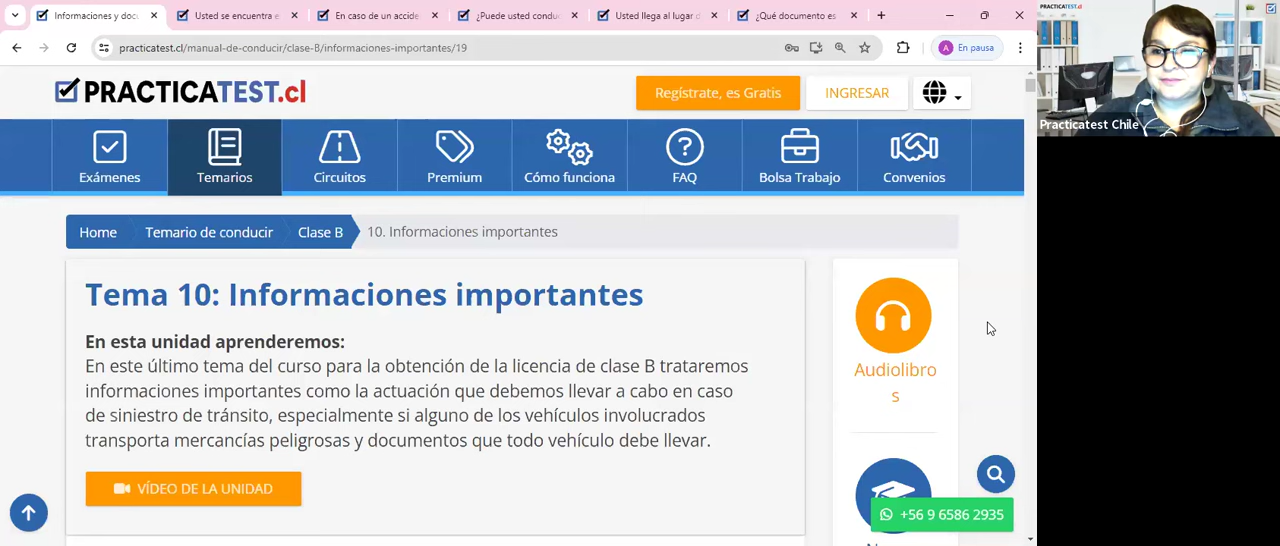 Informaciones y docu
Usted se encuentra e
En caso de un accide
¿Puede usted condu
Usted llega al lugar d
¿Qué documento es
practicatest.cl/manual-de-conducir/clase-B/informaciones-importantes/19
A En pausa
PRACTICATEST.cl
Regístrate, es Gratis
INGRESAR
Exámenes
Temarios
Circuitos
Premium
Cómo funciona
FAQ
Bolsa Trabajo
Convenios
Home
Temario de conducir
Clase B
10. Informaciones importantes
Tema 10: Informaciones importantes
En esta unidad aprenderemos:
En este último tema del curso para la obtención de la licencia de clase B trataremos
informaciones importantes como la actuación que debemos llevar a cabo en caso
de siniestro de tránsito, especialmente si alguno de los vehículos involucrados
transporta mercancías peligrosas y documentos que todo vehículo debe llevar.
VÍDEO DE LA UNIDAD
Audiolibro
s
+56 9 6586 2935
PRACTICATEST.cl
Practicatest Chile